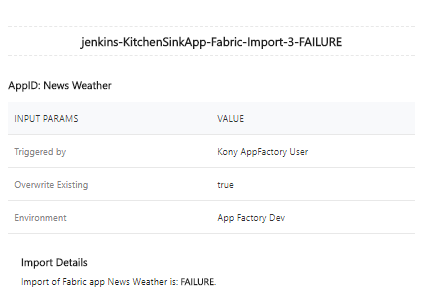 jenkins-KitchenSinkApp-Fabric-Import-3-FAILURE
AppID: News Weather
INPUT PARAMS VALUE
Triggered by Kony AppFactory User
Overwrite Existing true
Environment App Factory Dev
Import Details
Import of Fabric app News Weather is: FAILURE.